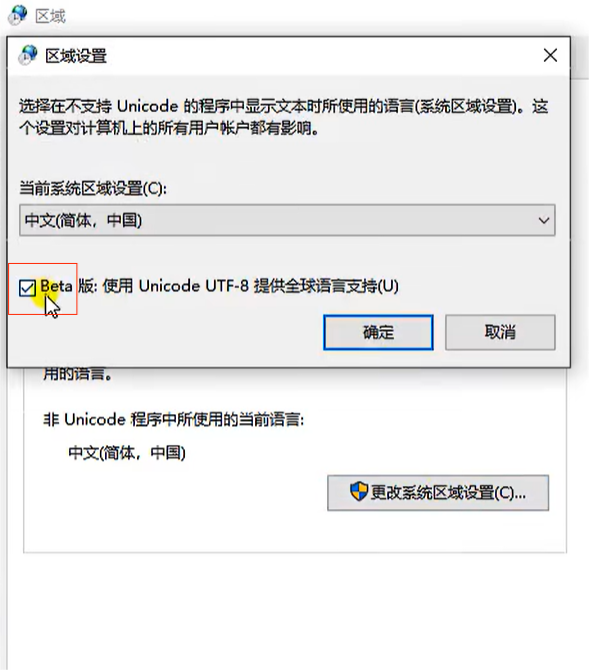 区域
区域设置
选择在不支持 Unicode 的程序中显示文本时所使用的语言(系统区域设置)。这
个设置对计算机上的所有用户帐户都有影响。
当前系统区域设置(C):
中文(简体，中国)
Beta 版: 使用 Unicode UTF-8 提供全球语言支持(U)
确定
取消
用的语言。
非 Unicode 程序中所使用的当前语言:
中文(简体，中国)
更改系统区域设置(C)...